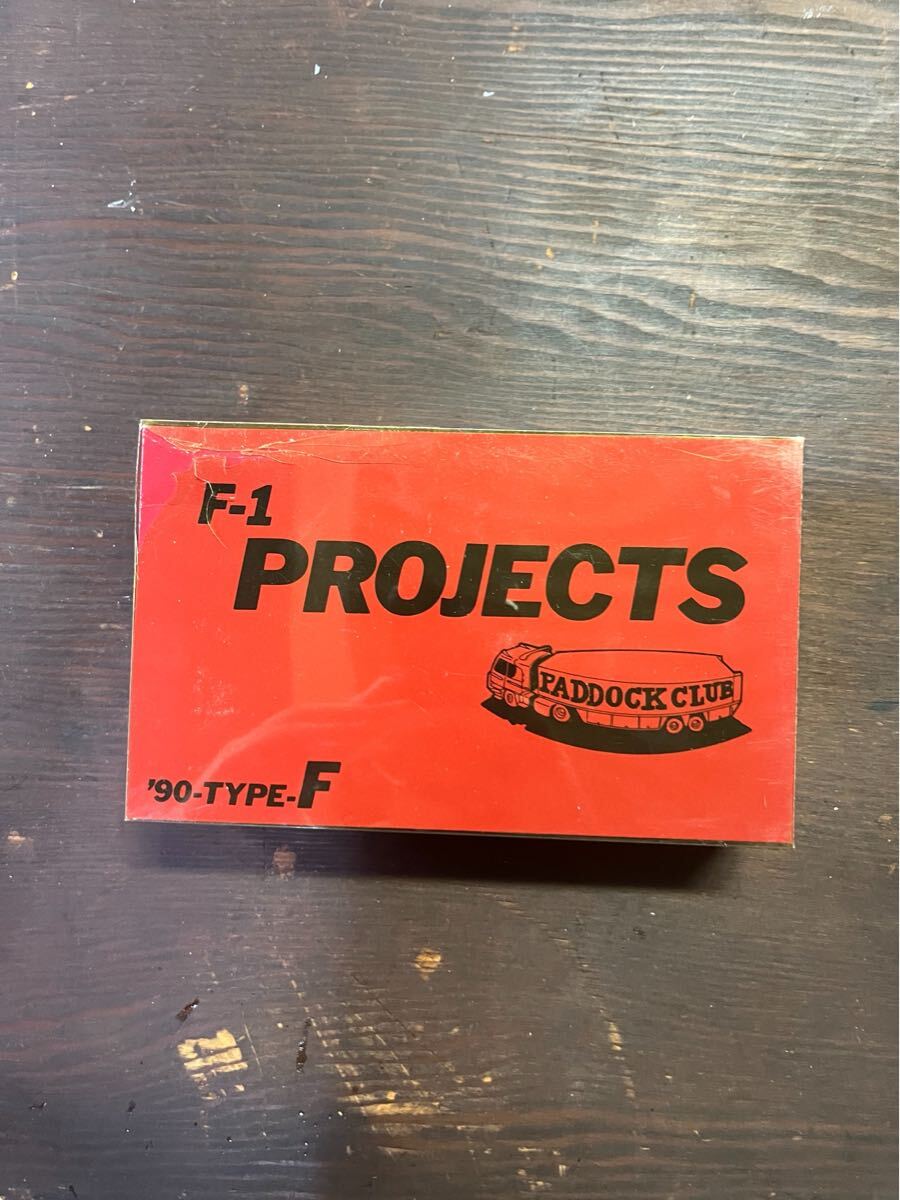 F-1
PROJECTS
PADDOCK CLUB
'90-TYPE-F